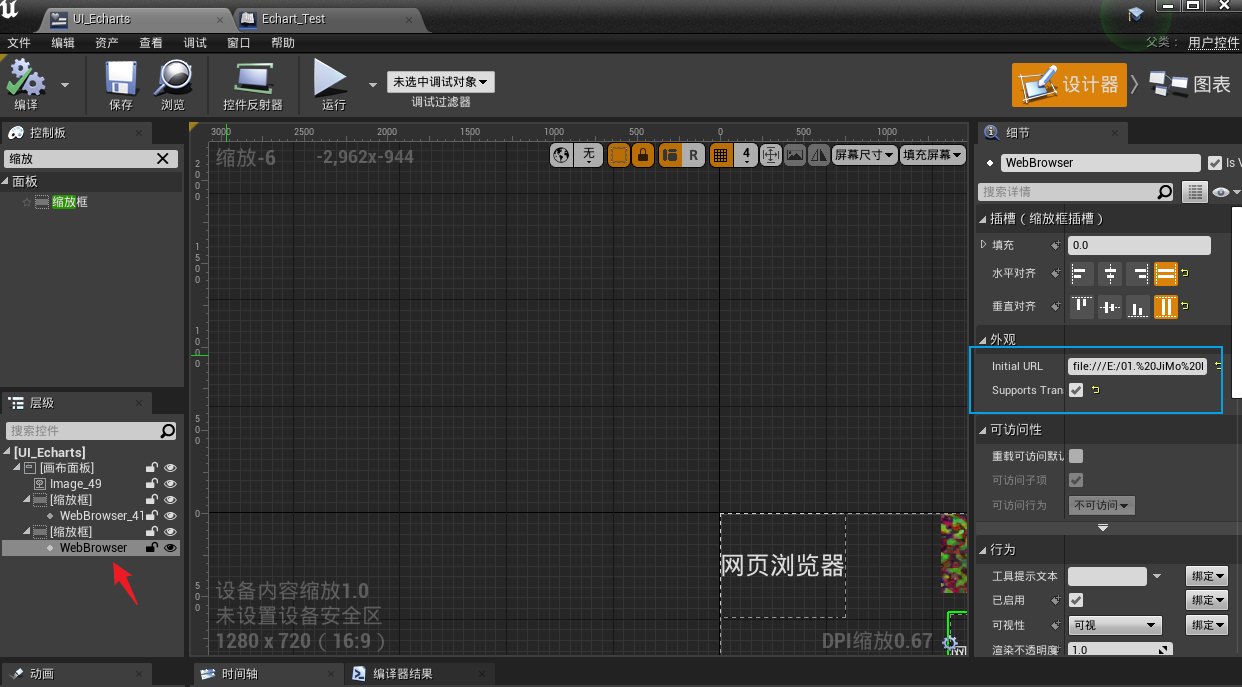 UI_Echarts
Echart_Test
文件 编辑 资产 查看 调试 窗口 帮助
父类： 用户控件
编译
保存
浏览
控件反射器
运行
未选中调试对象
调试过滤器
设计器
图表
控制板
缩放
面板
缩放框
层级
搜索控件
[UI_Echarts]
[画布面板]
Image_49
[缩放框]
WebBrowser_41
[缩放框]
WebBrowser
动画
3000 2500 2000 1500 1000 500 0 500 1000
缩放-6
-2,962x-944
无
R
4
屏幕尺寸
填充屏幕
2000
1500
1000
500
0
500
网页浏览器
设备内容缩放1.0
未设置设备安全区
1280 x 720 ( 16:9 )
DPI缩放0.67
时间轴
编译器结果
细节
WebBrowser
Is V
搜索详情
插槽 ( 缩放框插槽 )
填充 0.0
水平对齐
垂直对齐
外观
Initial URL file:///E:/01.%20JiMo%20
Supports Tran
可访问性
重载可访问默认
可访问子项
可访问行为 不可访问
行为
工具提示文本 绑定
已启用 绑定
可视性 可视 绑定
渲染不透明度 1.0